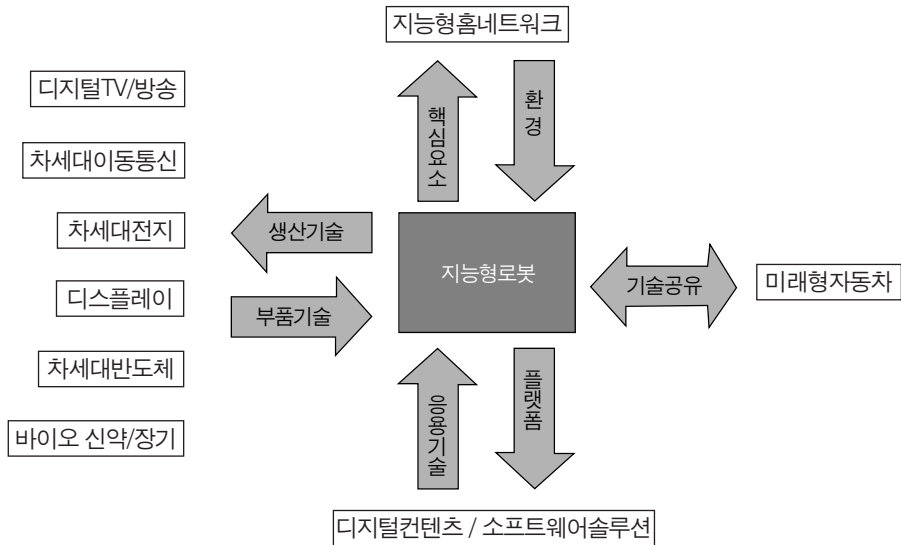 지능형홈네트워크
디지털TV/방송
핵심요소
환경
차세대이동통신
차세대전지
생산기술
지능형로봇
기술공유
미래형자동차
디스플레이
부품기술
차세대반도체
응용기술
플랫폼
바이오 신약/장기
디지털컨텐츠 / 소프트웨어솔루션